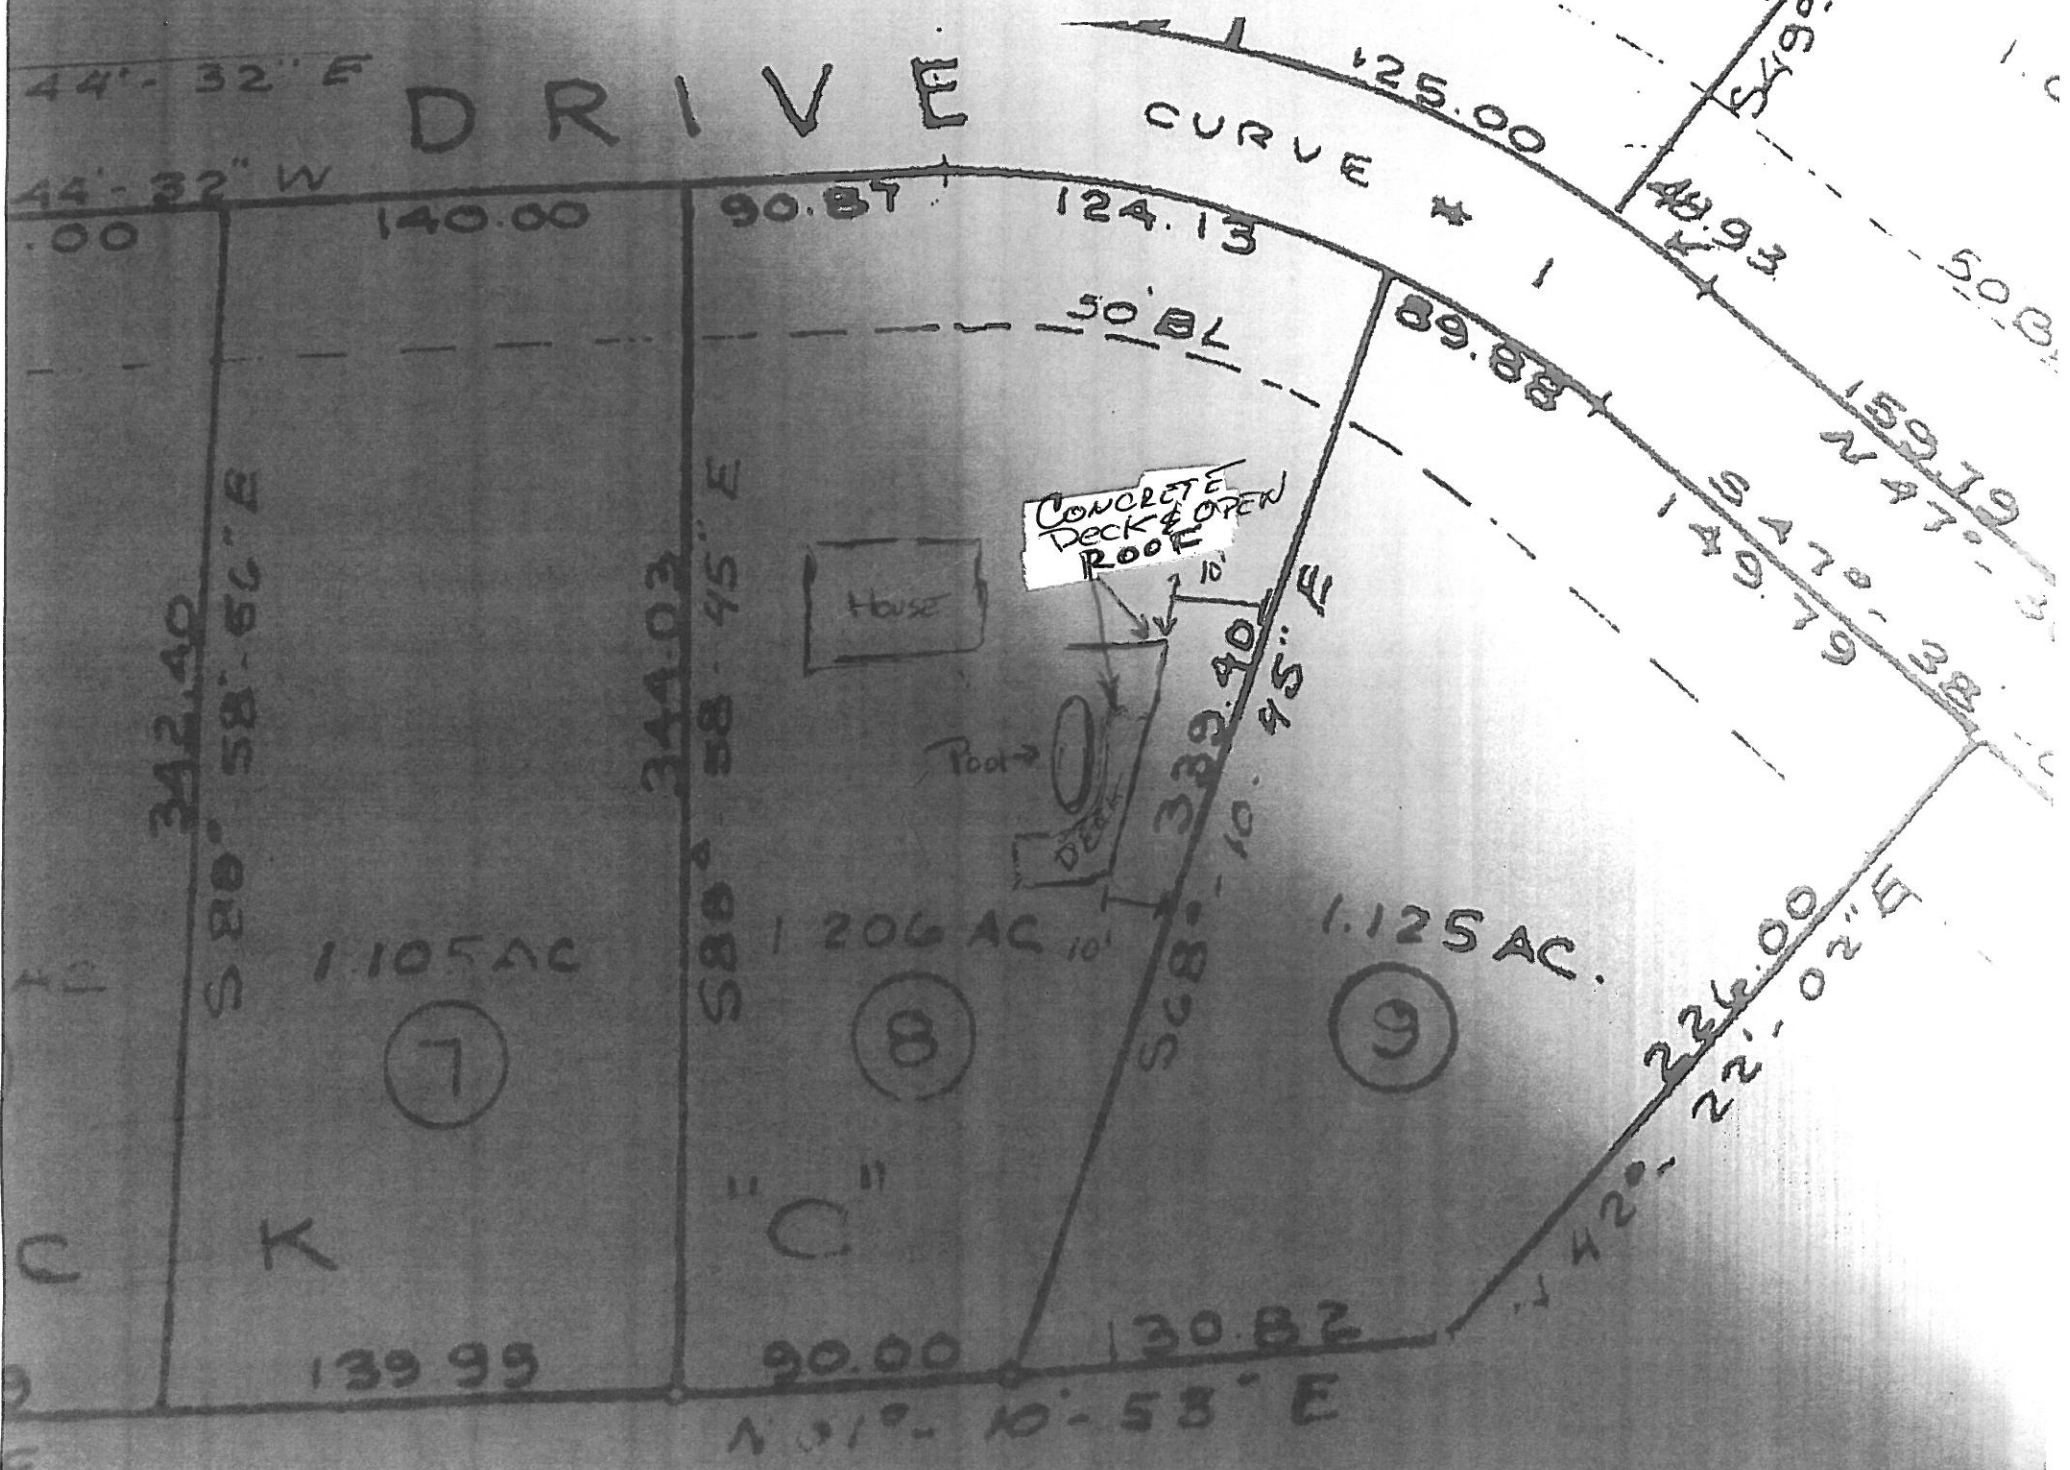 44'- 32" E
DRIVE
125.00
CURVE # 1
44'- 32" W
.00
140.00
90.87
124.13
48.93
50' BL
89.88
159.79
N 47°-
S 47°- 38
149.79
342.40
S 88° 58'- 56" E
344.03
S 88° 58'- 45" E
House
CONCRETE
DECK & OPEN
ROOF
10'
339.40
S 68°- 10' 45" E
Pool→
DECK
10'
1.105 AC
7
1.206 AC
8
1.125 AC.
9
226.00
42°- 22'- 02" E
C K "C"
139.99
90.00
130.82
N 01°- 10'- 53" E